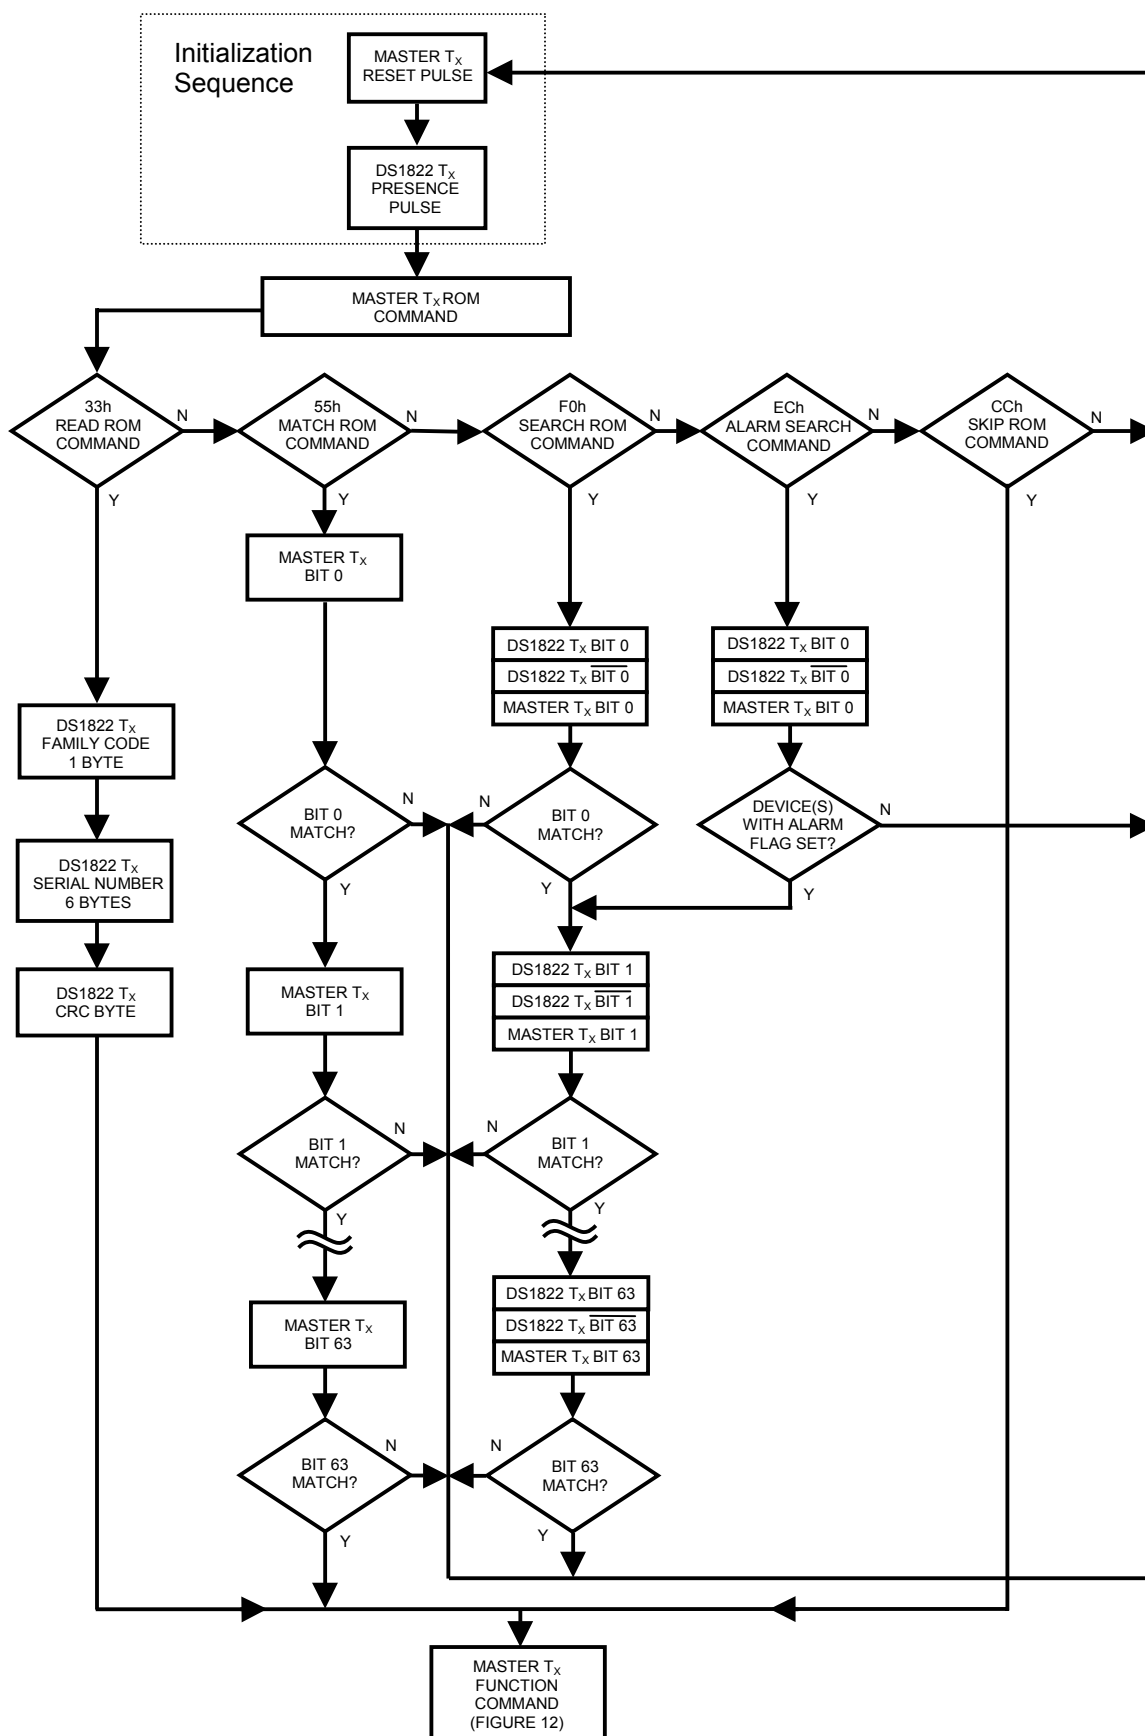 Initialization
Sequence
MASTER TX
RESET PULSE
DS1822 TX
PRESENCE
PULSE
MASTER TX ROM
COMMAND
33h
READ ROM
COMMAND
N
Y
55h
MATCH ROM
COMMAND
N
Y
F0h
SEARCH ROM
COMMAND
N
Y
ECh
ALARM SEARCH
COMMAND
N
Y
CCh
SKIP ROM
COMMAND
N
Y
MASTER TX
BIT 0
DS1822 TX BIT 0
DS1822 TX B̅I̅T̅ ̅0̅
MASTER TX BIT 0
DS1822 TX BIT 0
DS1822 TX B̅I̅T̅ ̅0̅
MASTER TX BIT 0
DS1822 TX
FAMILY CODE
1 BYTE
BIT 0
MATCH?
N
Y
N
BIT 0
MATCH?
Y
DEVICE(S)
WITH ALARM
FLAG SET?
N
Y
DS1822 TX
SERIAL NUMBER
6 BYTES
DS1822 TX
CRC BYTE
MASTER TX
BIT 1
DS1822 TX BIT 1
DS1822 TX B̅I̅T̅ ̅1̅
MASTER TX BIT 1
BIT 1
MATCH?
N
Y
N
BIT 1
MATCH?
Y
MASTER TX
BIT 63
DS1822 TX BIT 63
DS1822 TX B̅I̅T̅ ̅6̅3̅
MASTER TX BIT 63
BIT 63
MATCH?
N
Y
N
BIT 63
MATCH?
Y
MASTER TX
FUNCTION
COMMAND
(FIGURE 12)